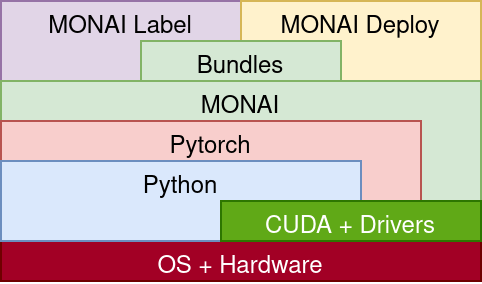 MONAI Label
MONAI Deploy
Bundles
MONAI
Pytorch
Python
CUDA + Drivers
OS + Hardware